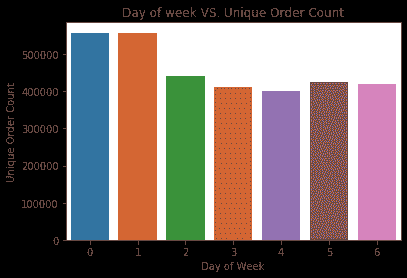 Day of week VS. Unique Order Count
500000
400000
300000
200000
100000
0
Unique Order Count
0 1 2 3 4 5 6
Day of Week